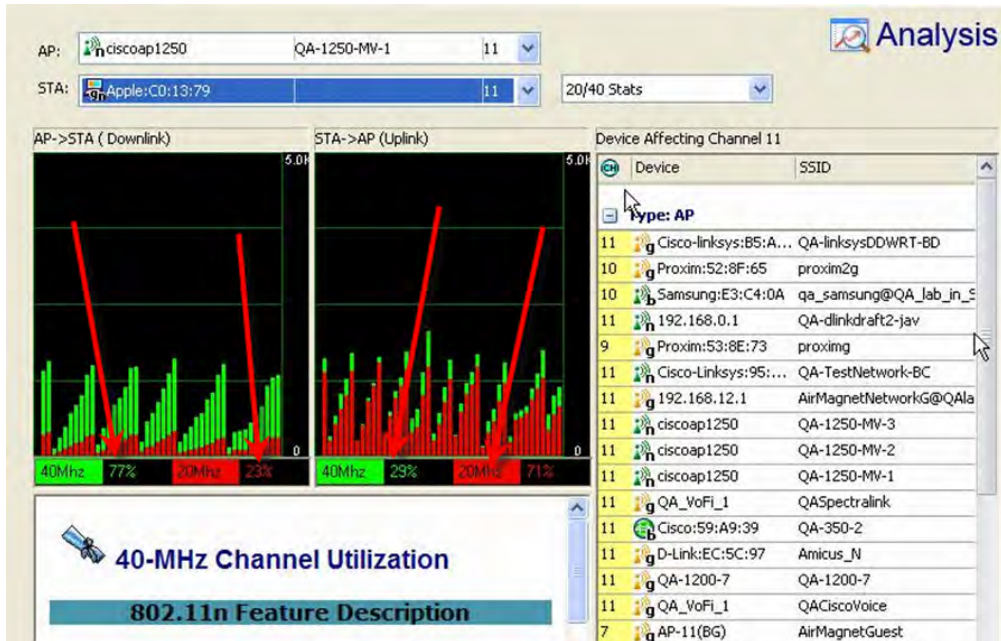 Analysis
AP: ciscoap1250 QA-1250-MV-1 11
STA: Apple:C0:13:79 11 20/40 Stats
AP->STA ( Downlink)
5.0K
0
40Mhz 77% 20Mhz 23%
STA->AP (Uplink)
5.0K
0
40Mhz 29% 20Mhz 71%
40-MHz Channel Utilization
802.11n Feature Description
Device Affecting Channel 11
CH Device SSID
Type: AP
11 g Cisco-linksys:B5:A... QA-linksysDDWRT-BD
10 g Proxim:52:8F:65 proxim2g
10 b Samsung:E3:C4:0A qa_samsung@QA_lab_in_S
11 n 192.168.0.1 QA-dlinkdraft2-jav
9 g Proxim:53:8E:73 proximg
11 n Cisco-Linksys:95:... QA-TestNetwork-BC
11 g 192.168.12.1 AirMagnetNetworkG@QAla
11 n ciscoap1250 QA-1250-MV-3
11 n ciscoap1250 QA-1250-MV-2
11 n ciscoap1250 QA-1250-MV-1
11 g QA_VoFi_1 QASpectralink
11 b Cisco:59:A9:39 QA-350-2
11 g D-Link:EC:5C:97 Amicus_N
11 g QA-1200-7 QA-1200-7
11 g QA_VoFi_1 QACiscoVoice
7 g AP-11(BG) AirMagnetGuest